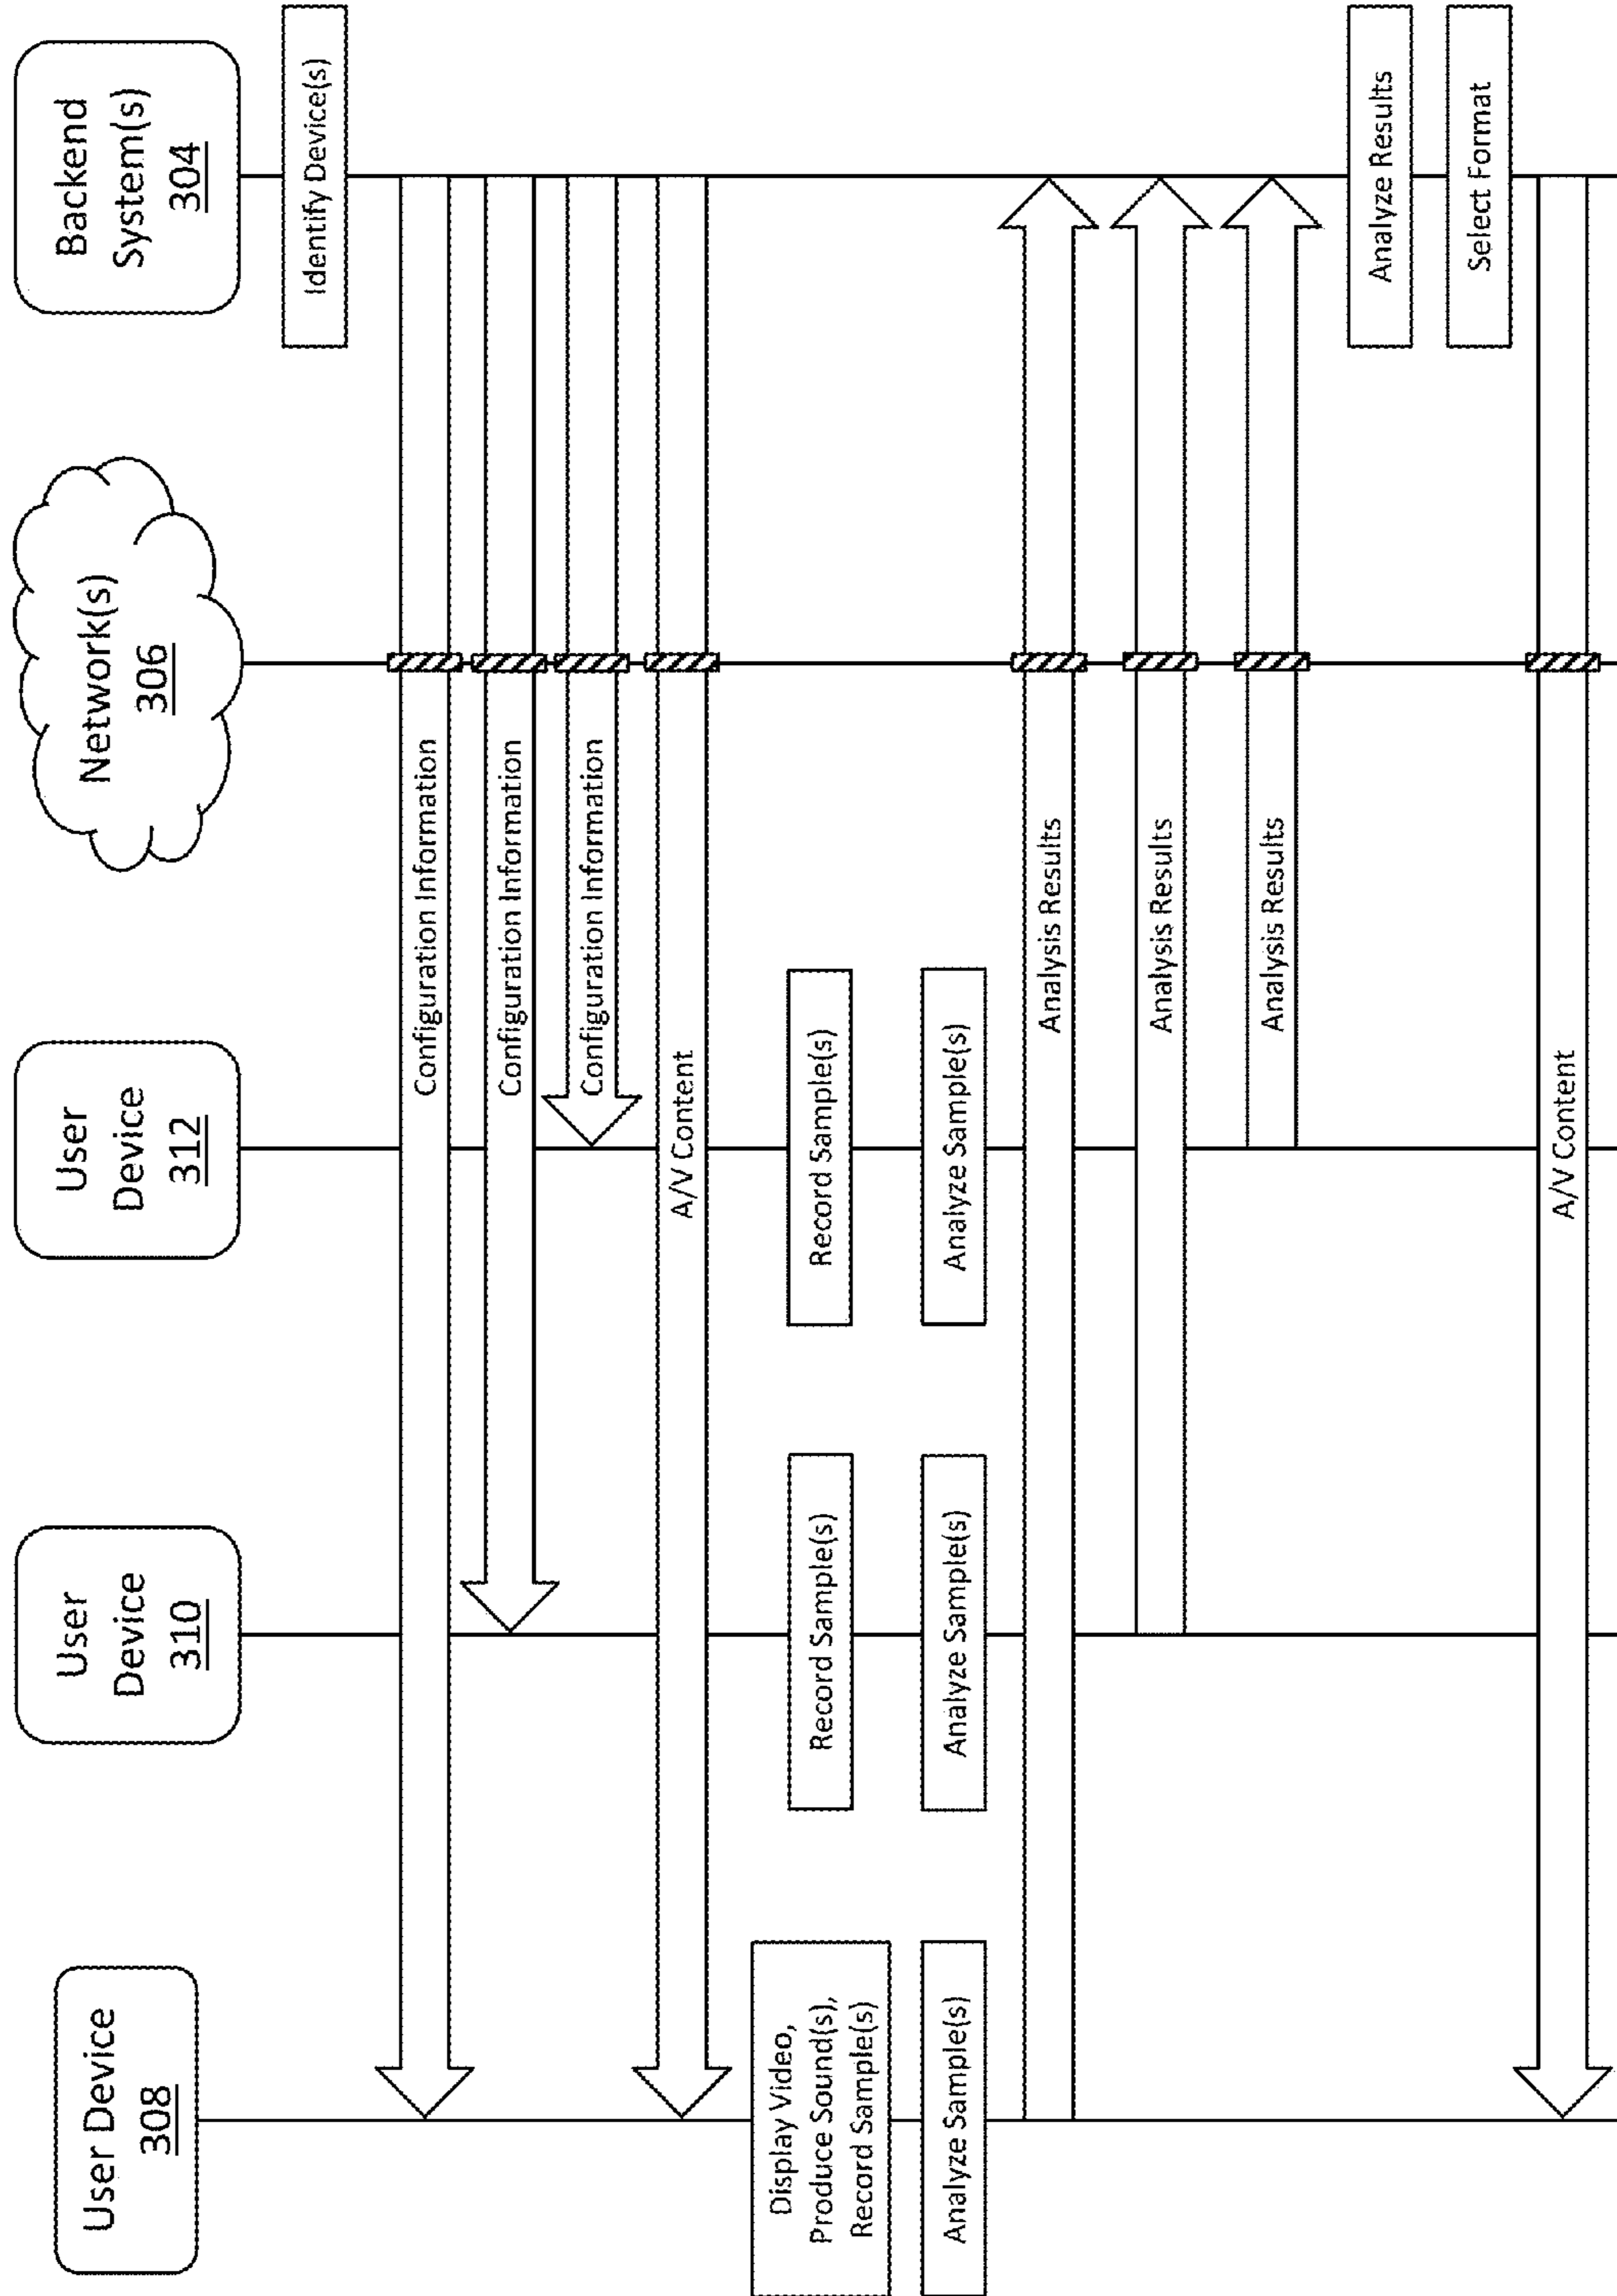 User Device
308
User
Device
310
User
Device
312
Network(s)
306
Backend
System(s)
304
Identify Device(s)
Configuration Information
Configuration Information
Configuration Information
A/V Content
Display Video,
Produce Sound(s),
Record Sample(s)
Record Sample(s)
Record Sample(s)
Analyze Sample(s)
Analyze Sample(s)
Analyze Sample(s)
Analysis Results
Analysis Results
Analysis Results
Analyze Results
Select Format
A/V Content